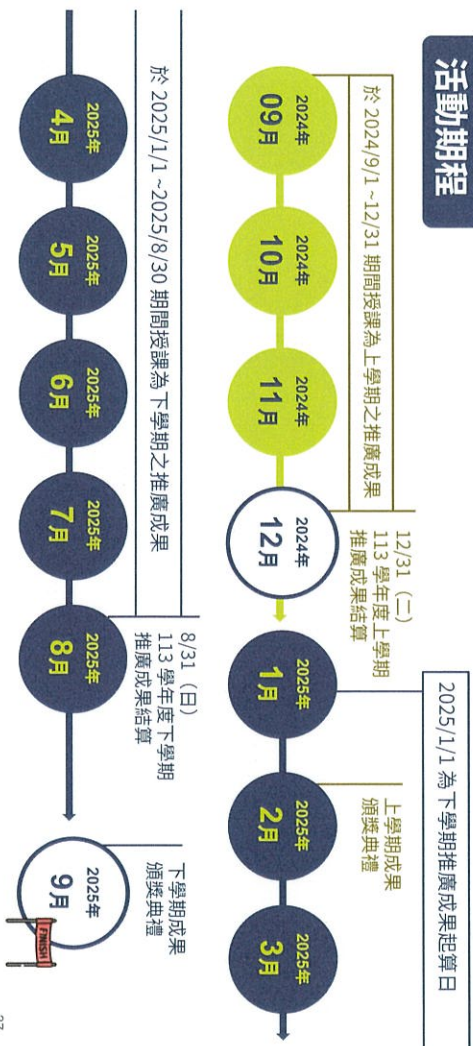 活動期程
於 2024/9/1 ~12/31 期間授課為上學期之推廣成果
12/31（二）
113 學年度上學期
推廣成果結算
2025/1/1 為下學期推廣成果起算日
2024年
09月
2024年
10月
2024年
11月
2024年
12月
2025年
1月
2025年
2月
2025年
3月
上學期成果
頒獎典禮
於 2025/1/1 ~2025/8/30 期間授課為下學期之推廣成果
8/31（日）
113 學年度下學期
推廣成果結算
下學期成果
頒獎典禮
2025年
4月
2025年
5月
2025年
6月
2025年
7月
2025年
8月
2025年
9月
FINISH
27